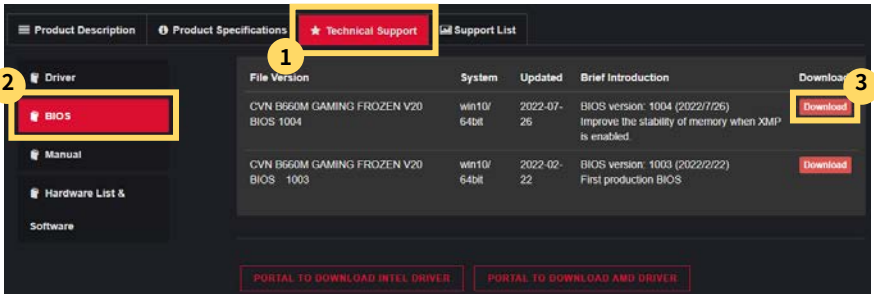 Product Description
Product Specifications
Technical Support
Support List
1
2
3
Driver
BIOS
Manual
Hardware List &
Software
File Version System Updated Brief Introduction Download
CVN B660M GAMING FROZEN V20 win10/ 2022-07- BIOS version: 1004 (2022/7/26) Download
BIOS 1004 64bit 26 Improve the stability of memory when XMP
is enabled.
CVN B660M GAMING FROZEN V20 win10/ 2022-02- BIOS version: 1003 (2022/2/22) Download
BIOS 1003 64bit 22 First production BIOS
PORTAL TO DOWNLOAD INTEL DRIVER
PORTAL TO DOWNLOAD AMD DRIVER